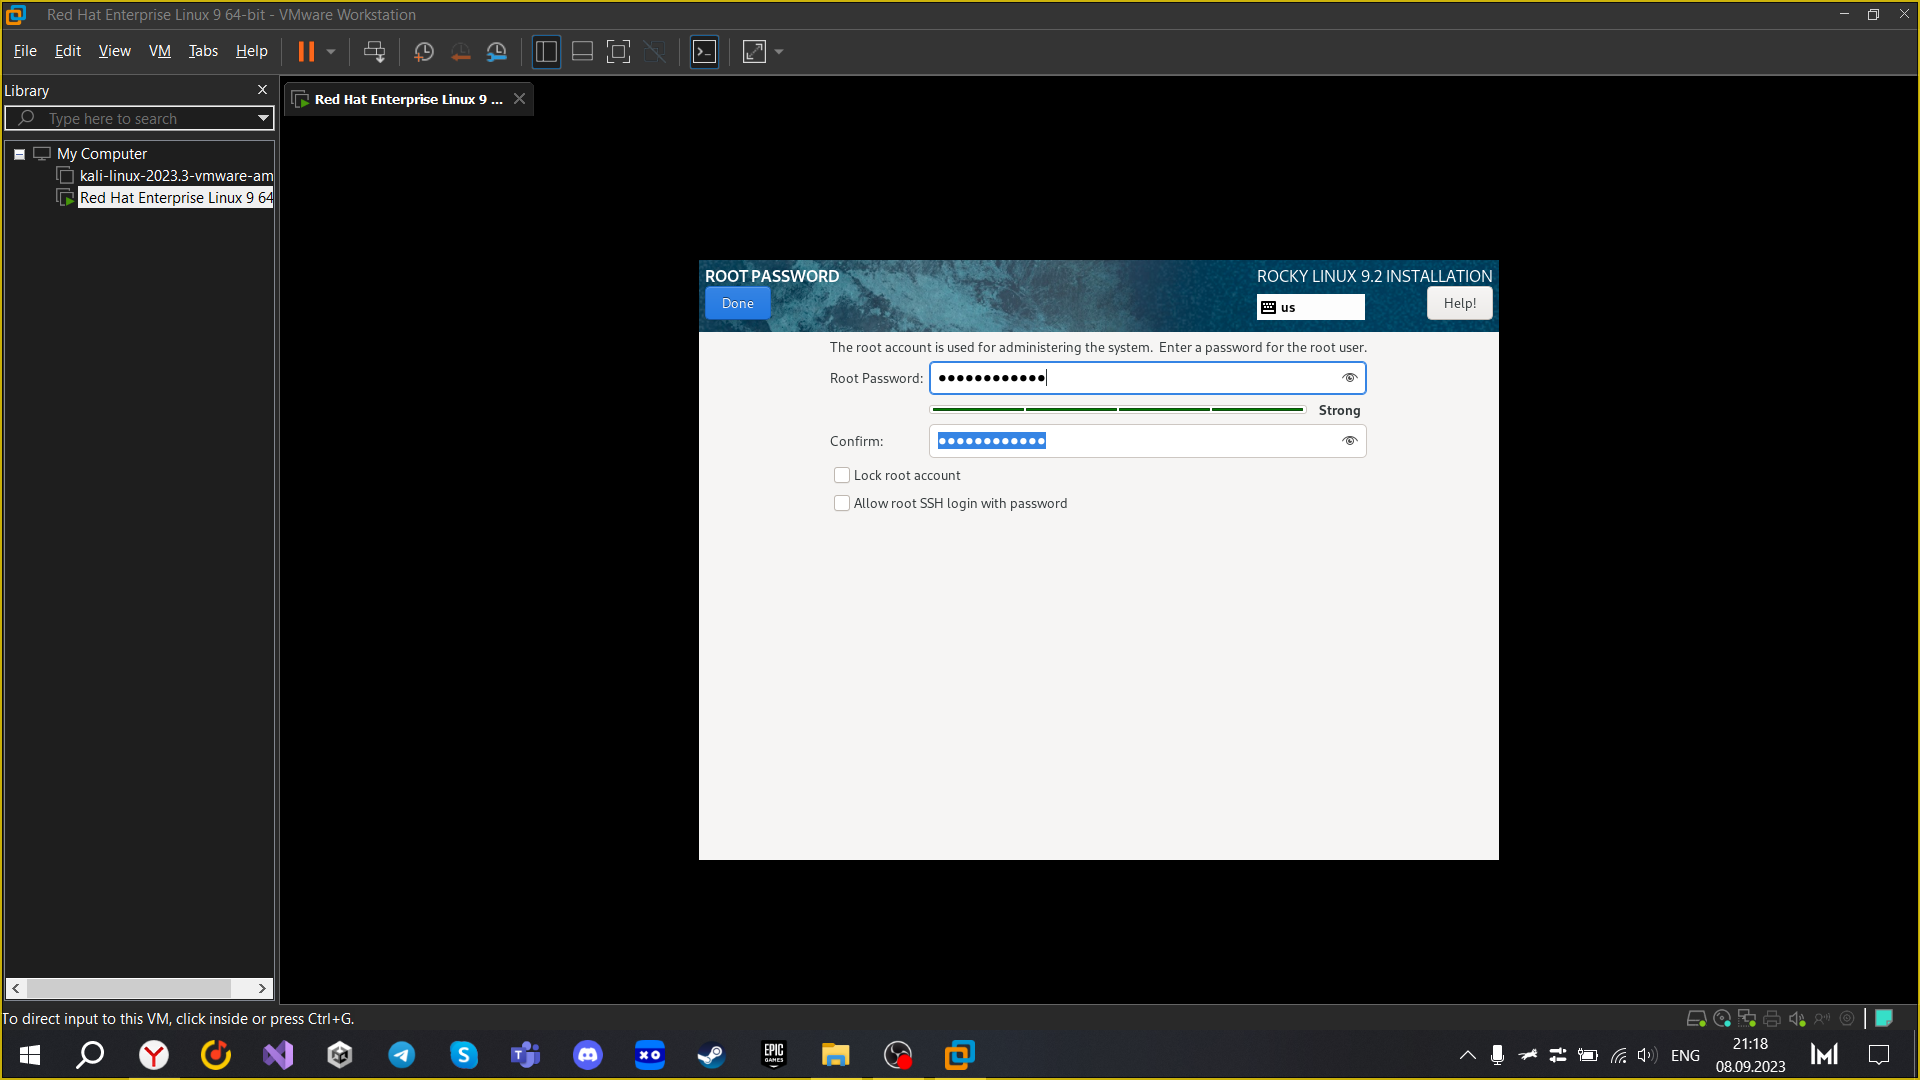 Red Hat Enterprise Linux 9 64-bit - VMware Workstation
File Edit View VM Tabs Help
Library
Type here to search
My Computer
kali-linux-2023.3-vmware-am
Red Hat Enterprise Linux 9 64
Red Hat Enterprise Linux 9 ...
ROOT PASSWORD
ROCKY LINUX 9.2 INSTALLATION
Done
us
Help!
The root account is used for administering the system. Enter a password for the root user.
Root Password: ●●●●●●●●●●●●
Strong
Confirm: ●●●●●●●●●●●●
Lock root account
Allow root SSH login with password
To direct input to this VM, click inside or press Ctrl+G.
EPIC
GAMES
ENG
21:18
08.09.2023